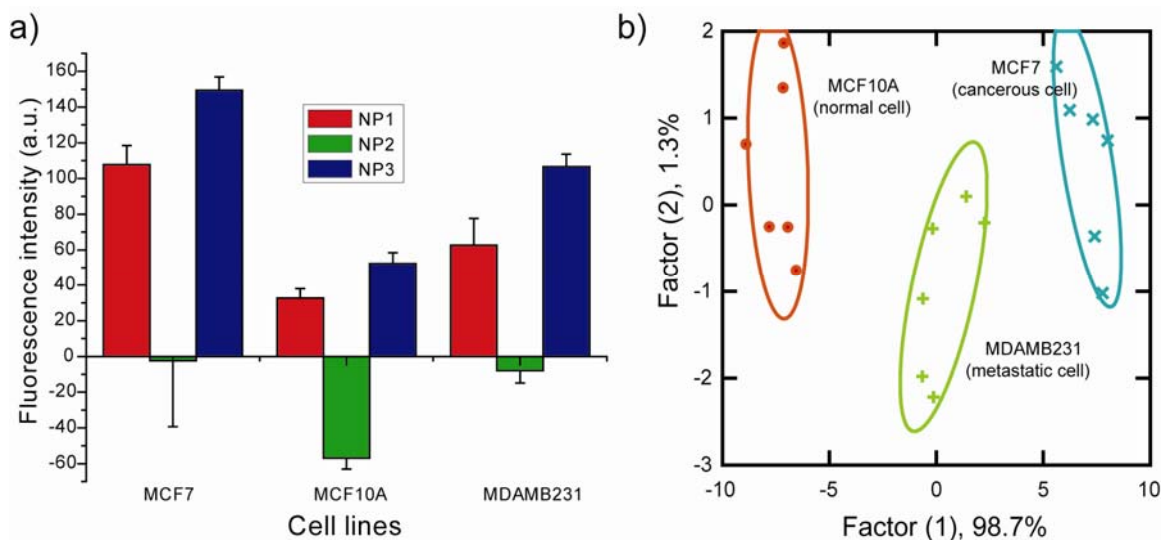 a)
Fluorescence intensity (a.u.)
160
140
120
100
80
60
40
20
0
-20
-40
-60
NP1
NP2
NP3
MCF7 MCF10A MDAMB231
Cell lines
b)
Factor (2), 1.3%
2
1
0
-1
-2
-3
MCF10A
(normal cell)
MCF7
(cancerous cell)
MDAMB231
(metastatic cell)
-10 -5 0 5 10
Factor (1), 98.7%